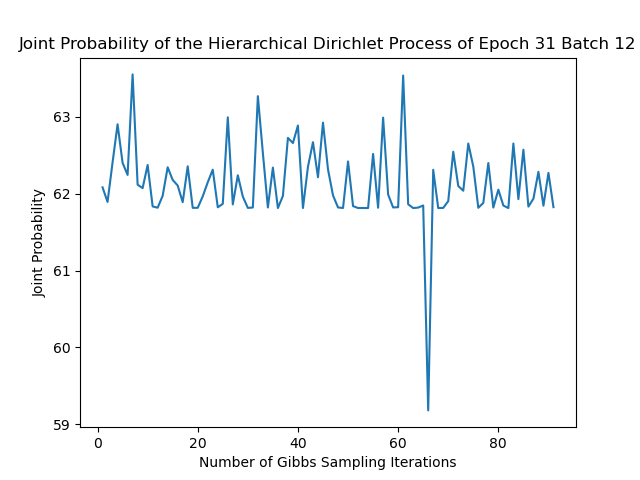 Joint Probability of the Hierarchical Dirichlet Process of Epoch 31 Batch 12
63
62
61
60
59
Joint Probability
0 20 40 60 80
Number of Gibbs Sampling Iterations